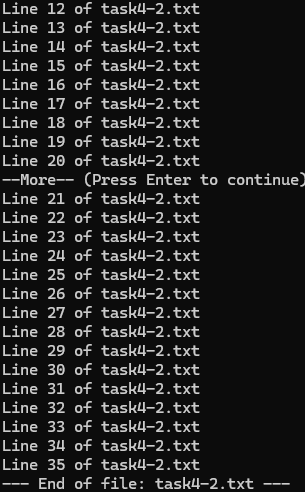 Line 12 of task4-2.txt
Line 13 of task4-2.txt
Line 14 of task4-2.txt
Line 15 of task4-2.txt
Line 16 of task4-2.txt
Line 17 of task4-2.txt
Line 18 of task4-2.txt
Line 19 of task4-2.txt
Line 20 of task4-2.txt
--More-- (Press Enter to continue)
Line 21 of task4-2.txt
Line 22 of task4-2.txt
Line 23 of task4-2.txt
Line 24 of task4-2.txt
Line 25 of task4-2.txt
Line 26 of task4-2.txt
Line 27 of task4-2.txt
Line 28 of task4-2.txt
Line 29 of task4-2.txt
Line 30 of task4-2.txt
Line 31 of task4-2.txt
Line 32 of task4-2.txt
Line 33 of task4-2.txt
Line 34 of task4-2.txt
Line 35 of task4-2.txt
--- End of file: task4-2.txt ---